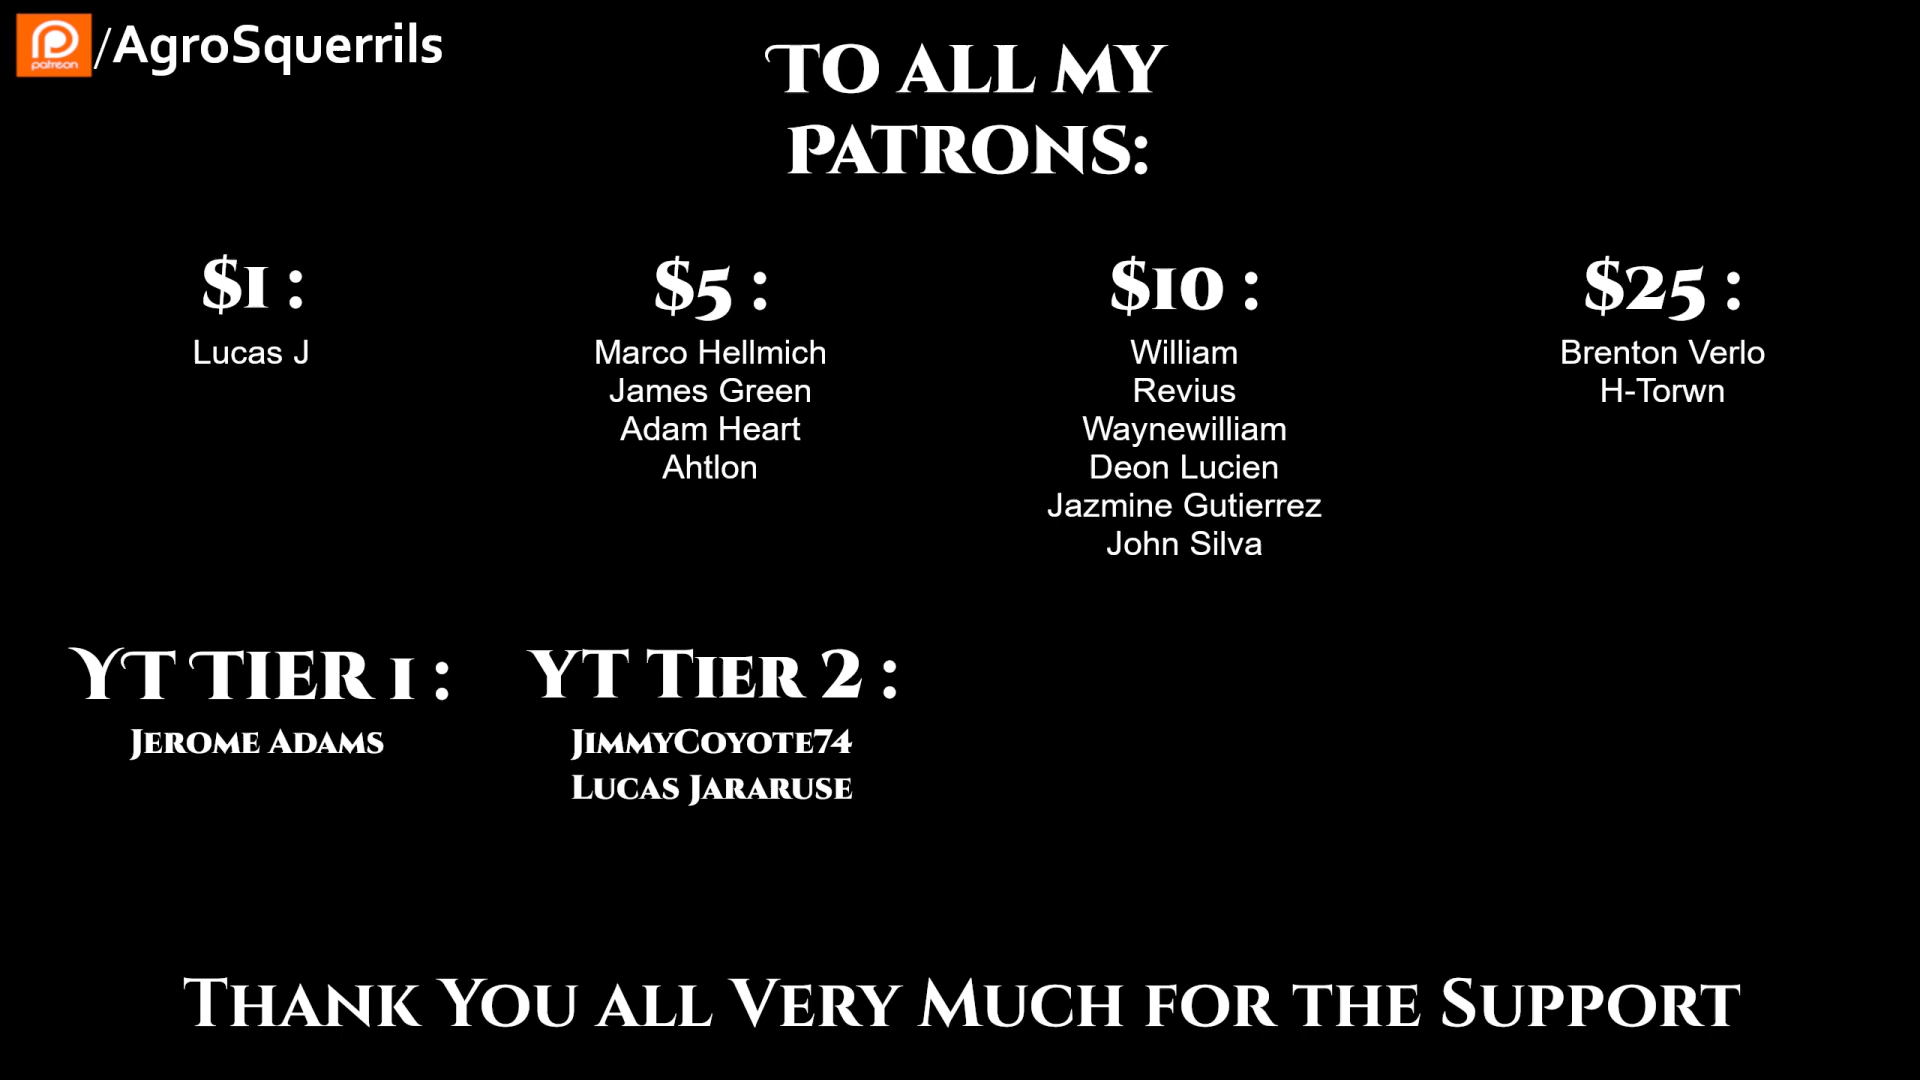 patreon
/AgroSquerrils
To all my
Patrons:
$1 :
Lucas J
$5 :
Marco Hellmich
James Green
Adam Heart
Ahtlon
$10 :
William
Revius
Waynewilliam
Deon Lucien
Jazmine Gutierrez
John Silva
$25 :
Brenton Verlo
H-Torwn
YT Tier 1 :
Jerome Adams
YT Tier 2 :
JimmyCoyote74
Lucas Jararuse
Thank You all Very Much for the Support